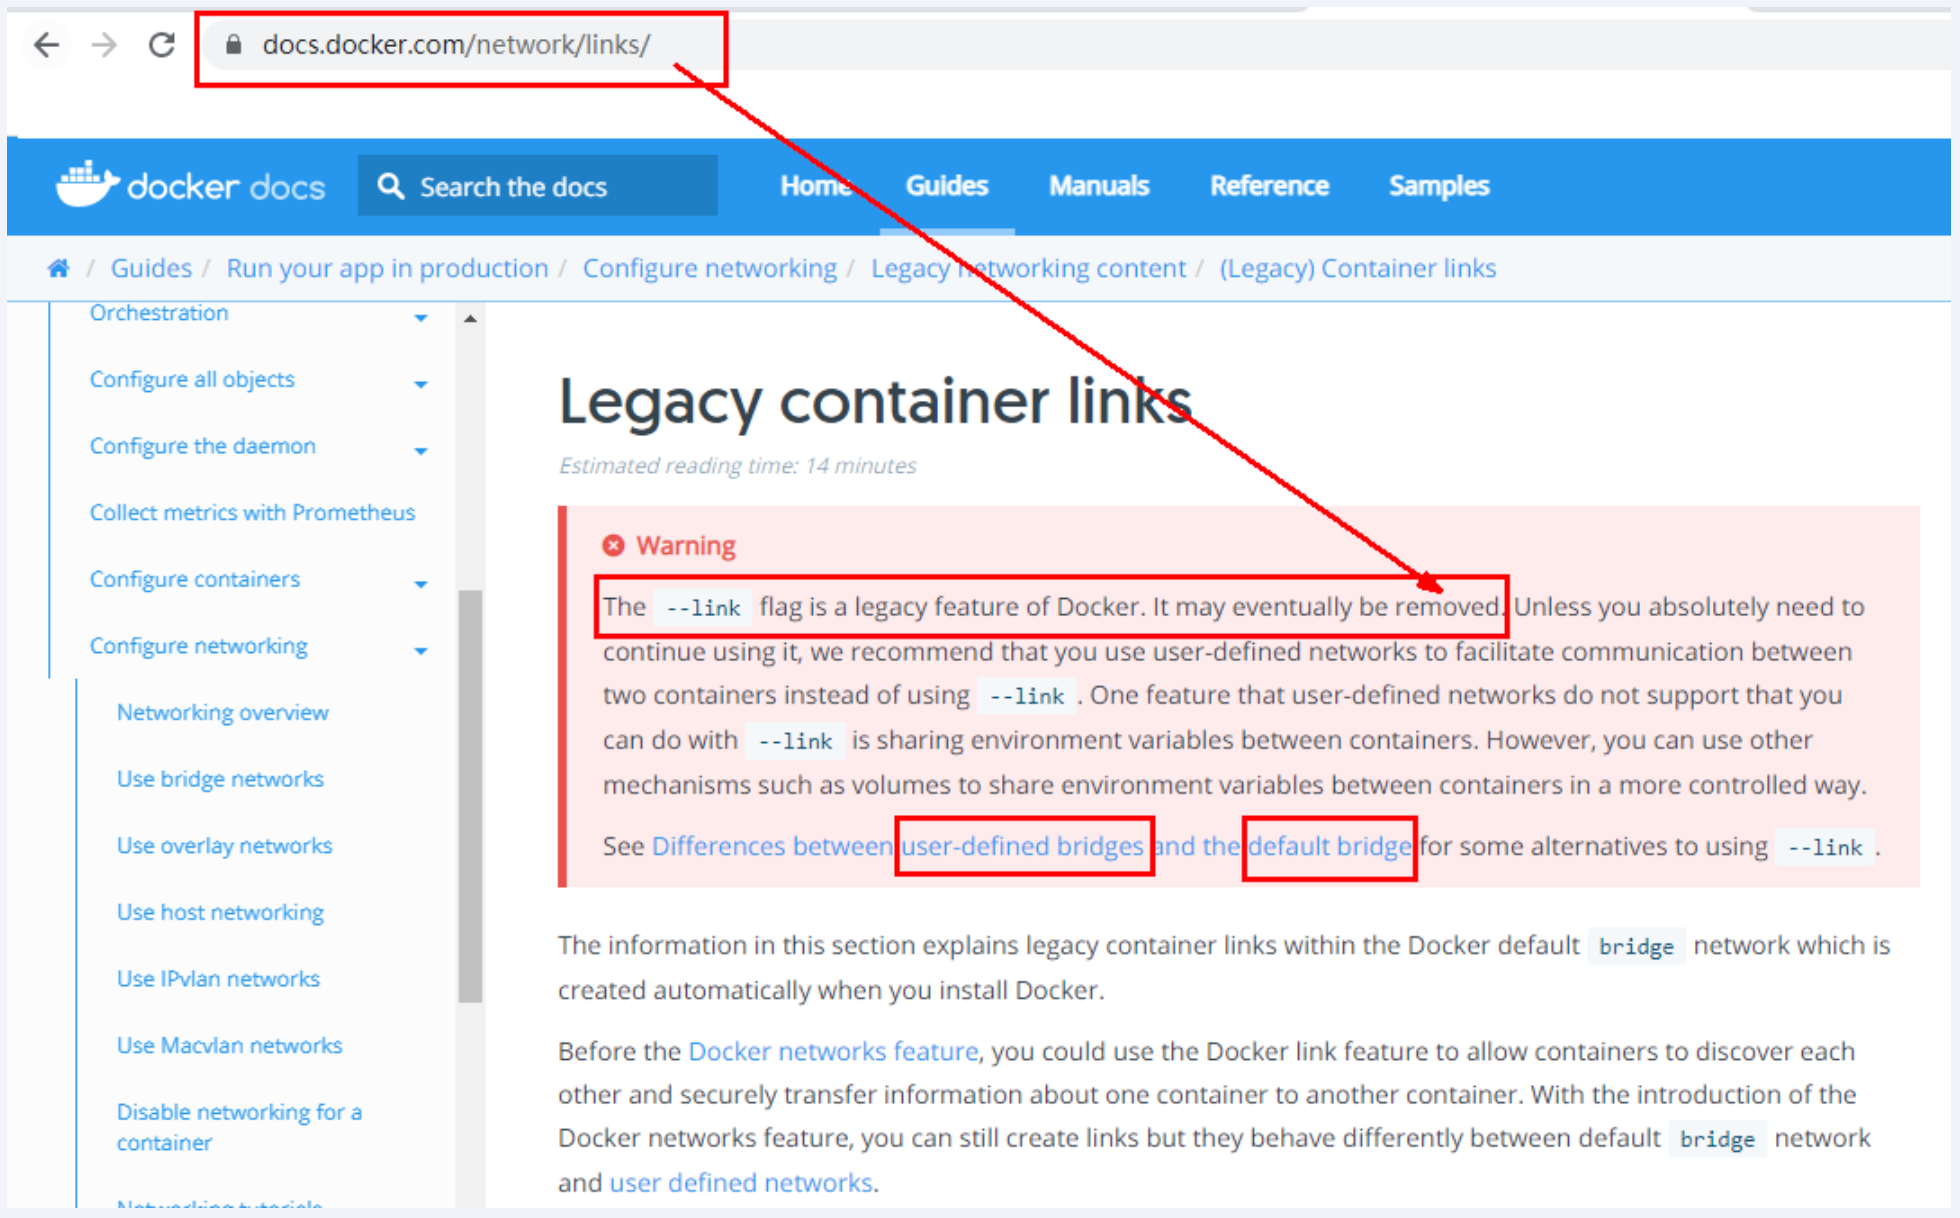 docs.docker.com/network/links/
docker docs
Search the docs
Home
Guides
Manuals
Reference
Samples
/ Guides / Run your app in production / Configure networking / Legacy networking content / (Legacy) Container links
Orchestration
Configure all objects
Configure the daemon
Collect metrics with Prometheus
Configure containers
Configure networking
Networking overview
Use bridge networks
Use overlay networks
Use host networking
Use IPvlan networks
Use Macvlan networks
Disable networking for a
container
Networking tutorials
Legacy container links
Estimated reading time: 14 minutes
Warning
The --link flag is a legacy feature of Docker. It may eventually be removed. Unless you absolutely need to
continue using it, we recommend that you use user-defined networks to facilitate communication between
two containers instead of using --link . One feature that user-defined networks do not support that you
can do with --link is sharing environment variables between containers. However, you can use other
mechanisms such as volumes to share environment variables between containers in a more controlled way.
See Differences between user-defined bridges and the default bridge for some alternatives to using --link .
The information in this section explains legacy container links within the Docker default bridge network which is
created automatically when you install Docker.
Before the Docker networks feature, you could use the Docker link feature to allow containers to discover each
other and securely transfer information about one container to another container. With the introduction of the
Docker networks feature, you can still create links but they behave differently between default bridge network
and user defined networks.